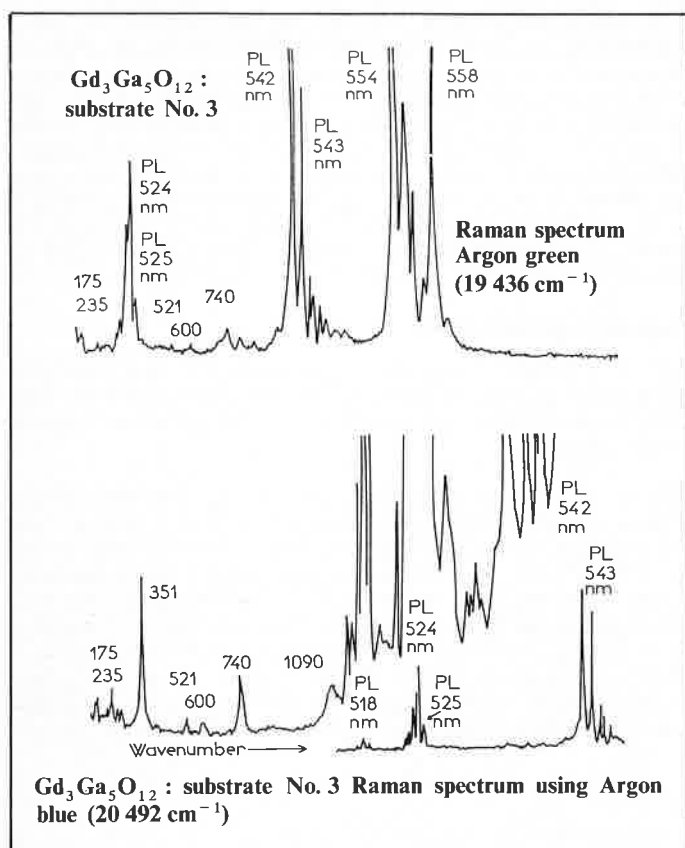 Gd3Ga5O12 :
substrate No. 3
PL
542
nm
PL
543
nm
PL
554
nm
PL
558
nm
PL
524
nm
PL
525
nm
175
235
521
600
740
Raman spectrum
Argon green
(19 436 cm−1)
351
175
235
521
600
740
1090
PL
518
nm
PL
524
nm
PL
525
nm
PL
542
nm
PL
543
nm
Wavenumber
Gd3Ga5O12 : substrate No. 3 Raman spectrum using Argon
blue (20 492 cm−1)